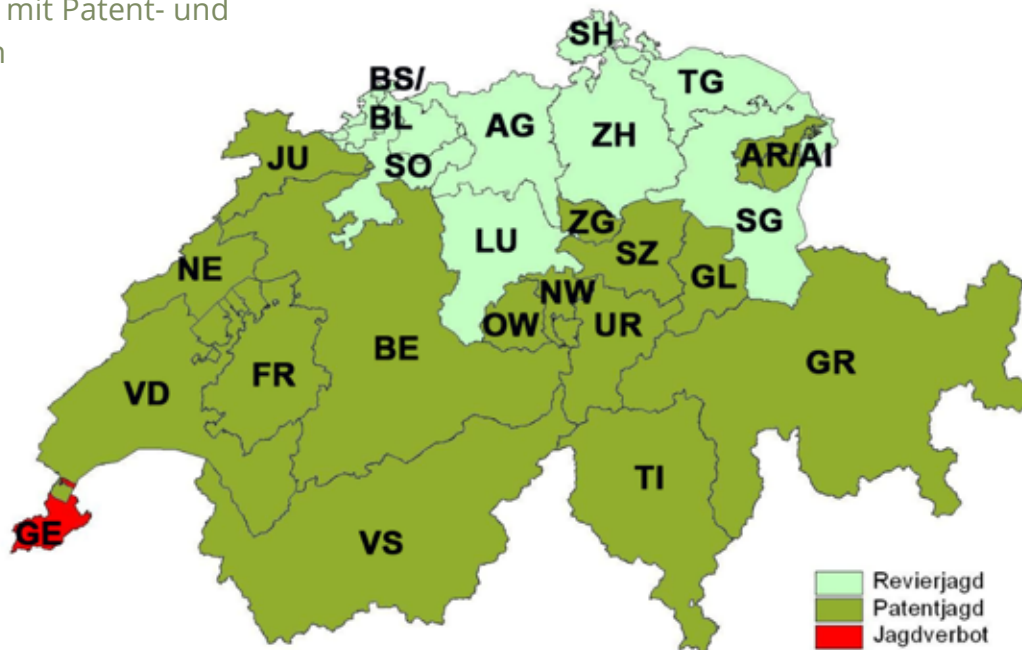 mit Patent- und
SH
BS/
TG
BL
AG
ZH
JU
SO
AR/AI
ZG
SG
LU
SZ
NE
GL
NW
OW
UR
BE
FR
GR
VD
TI
GE
VS
Revierjagd
Patentjagd
Jagdverbot